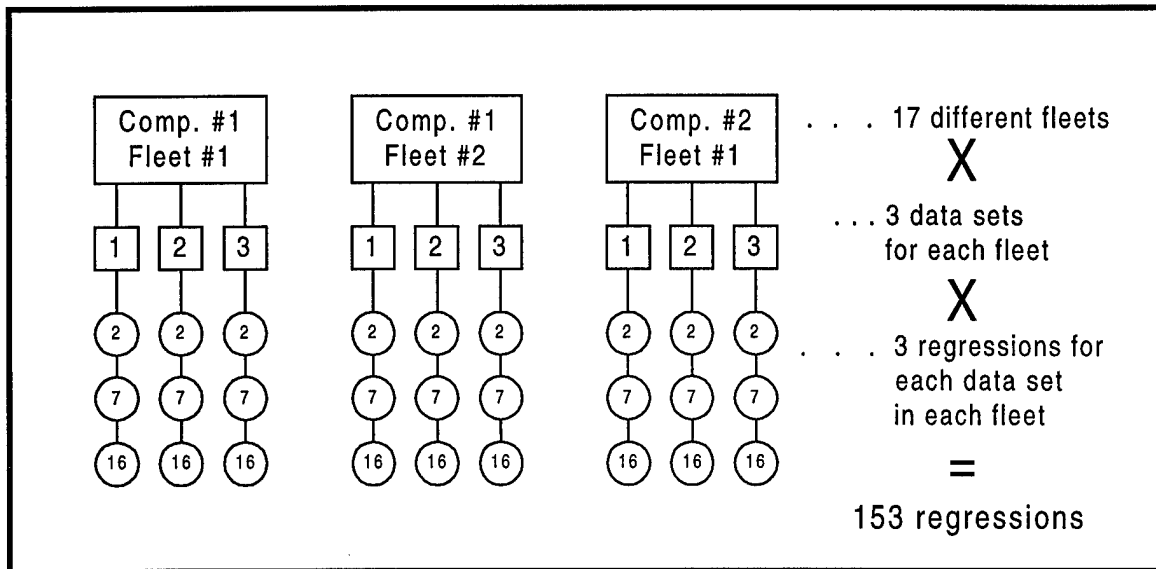 Comp. #1
Fleet #1
Comp. #1
Fleet #2
Comp. #2
Fleet #1
. . . 17 different fleets
X
1 2 3
1 2 3
1 2 3
. . . 3 data sets
for each fleet
X
2 2 2
2 2 2
2 2 2
. . . 3 regressions for
each data set
in each fleet
7 7 7
7 7 7
7 7 7
16 16 16
16 16 16
16 16 16
=
153 regressions